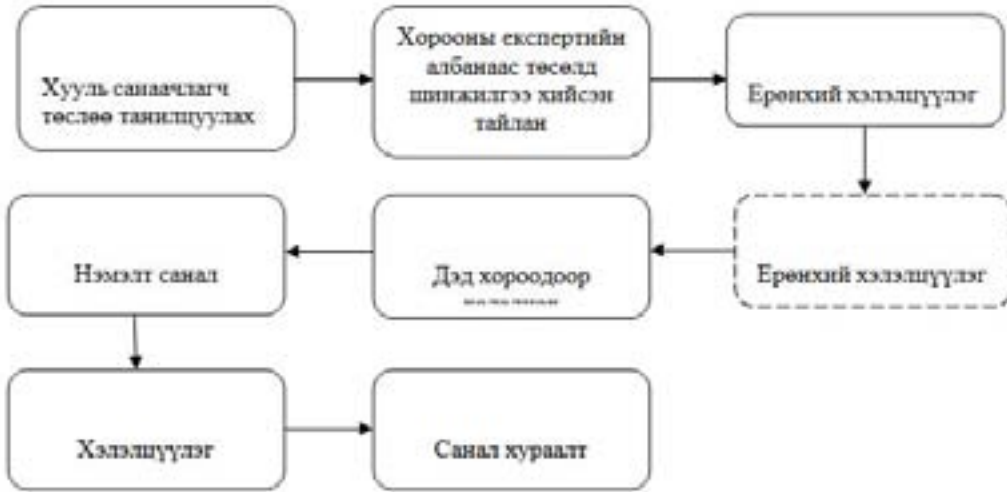 Хууль санаачлагч
төслөө танилцуулах
Хорооны експертийн
албанаас төсөлд
шинжилгээ хийсэн
тайлан
Ерөнхий хэлэлцүүлэг
Ерөнхий хэлэлцүүлэг
Дэд хороодоор
Нэмэлт санал
Хэлэлцүүлэг
Санал хураалт